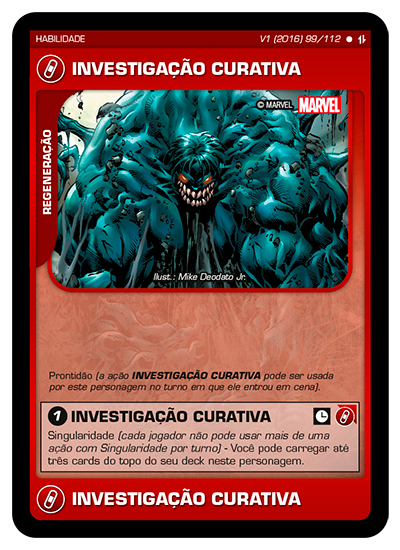 HABILIDADE
V1 (2016) 99/112
INVESTIGAÇÃO CURATIVA
REGENERAÇÃO
© MARVEL MARVEL
Ilust.: Mike Deodato Jr.
Prontidão (a ação INVESTIGAÇÃO CURATIVA pode ser usada
por este personagem no turno em que ele entrou em cena).
1 INVESTIGAÇÃO CURATIVA
Singularidade (cada jogador não pode usar mais de uma
ação com Singularidade por turno) - Você pode carregar até
três cards do topo do seu deck neste personagem.
INVESTIGAÇÃO CURATIVA